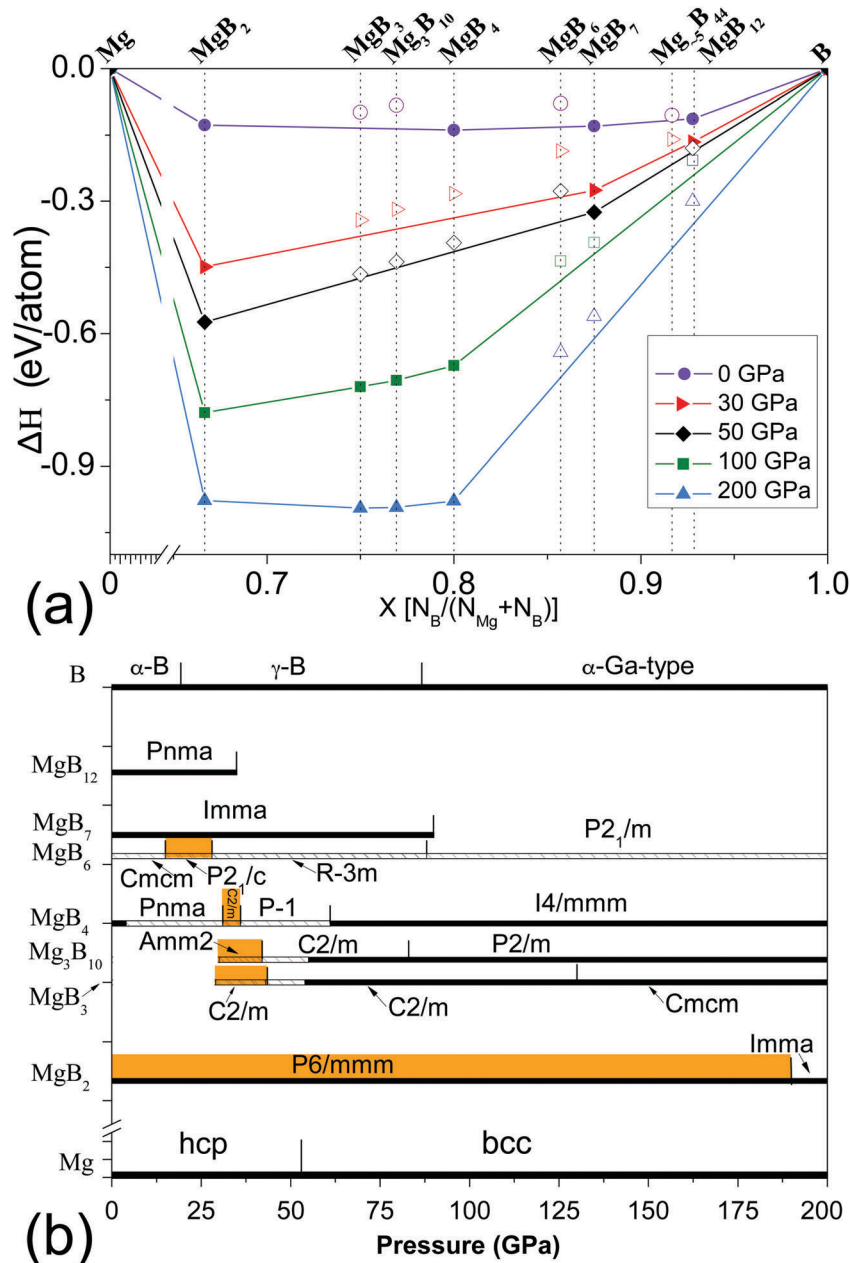 Mg MgB₂ MgB₃ Mg₃B₁₀ MgB₄ MgB₆ MgB₇ Mg~5B₄₄ MgB₁₂ B
0.0
-0.3
-0.6
-0.9
ΔH (eV/atom)
0 GPa
30 GPa
50 GPa
100 GPa
200 GPa
0 0.7 0.8 0.9 1.0
X [N_B/(N_Mg+N_B)]
(a)
B α-B γ-B α-Ga-type
MgB₁₂ Pnma
MgB₇ Imma
MgB₆ P2₁/m
Cmcm P2₁/c R-3m
MgB₄ Pnma C2/m P-1 I4/mmm
Mg₃B₁₀ Amm2 C2/m P2/m
MgB₃ C2/m C2/m Cmcm
MgB₂ P6/mmm Imma
Mg hcp bcc
0 25 50 75 100 125 150 175 200
Pressure (GPa)
(b)